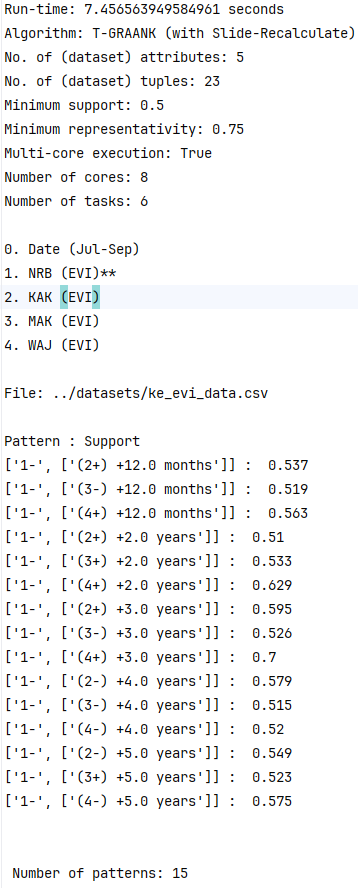 Run-time: 7.456563949584961 seconds
Algorithm: T-GRAANK (with Slide-Recalculate)
No. of (dataset) attributes: 5
No. of (dataset) tuples: 23
Minimum support: 0.5
Minimum representativity: 0.75
Multi-core execution: True
Number of cores: 8
Number of tasks: 6
0. Date (Jul-Sep)
1. NRB (EVI)**
2. KAK (EVI)
3. MAK (EVI)
4. WAJ (EVI)
File: ../datasets/ke_evi_data.csv
Pattern : Support
['1-', ['(2+) +12.0 months']] :  0.537
['1-', ['(3-) +12.0 months']] :  0.519
['1-', ['(4+) +12.0 months']] :  0.563
['1-', ['(2+) +2.0 years']] :  0.51
['1-', ['(3+) +2.0 years']] :  0.533
['1-', ['(4+) +2.0 years']] :  0.629
['1-', ['(2+) +3.0 years']] :  0.595
['1-', ['(3-) +3.0 years']] :  0.526
['1-', ['(4+) +3.0 years']] :  0.7
['1-', ['(2-) +4.0 years']] :  0.579
['1-', ['(3-) +4.0 years']] :  0.515
['1-', ['(4-) +4.0 years']] :  0.52
['1-', ['(2-) +5.0 years']] :  0.549
['1-', ['(3+) +5.0 years']] :  0.523
['1-', ['(4-) +5.0 years']] :  0.575
Number of patterns: 15